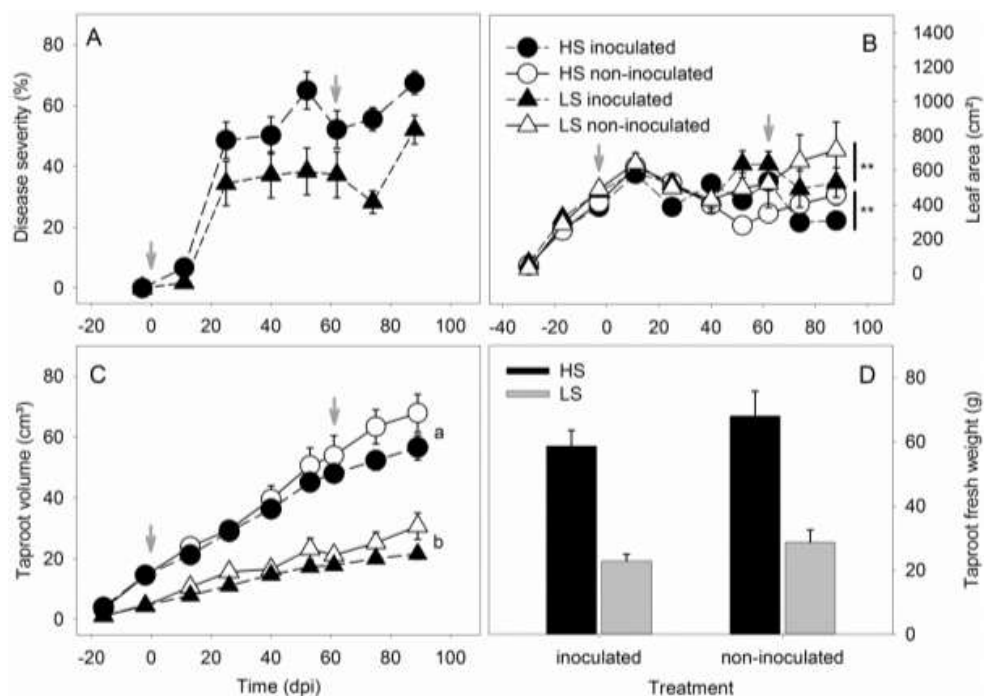 A
Disease severity (%)
80
60
40
20
0
-20 0 20 40 60 80 100
B
HS inoculated
HS non-inoculated
LS inoculated
LS non-inoculated
**
**
Leaf area (cm²)
1400
1200
1000
800
600
400
200
0
-40 -20 0 20 40 60 80 100
C
Taproot volume (cm³)
80
60
40
20
0
a
b
-20 0 20 40 60 80 100
Time (dpi)
D
HS
LS
80
60
40
20
0
Taproot fresh weight (g)
inoculated non-inoculated
Treatment